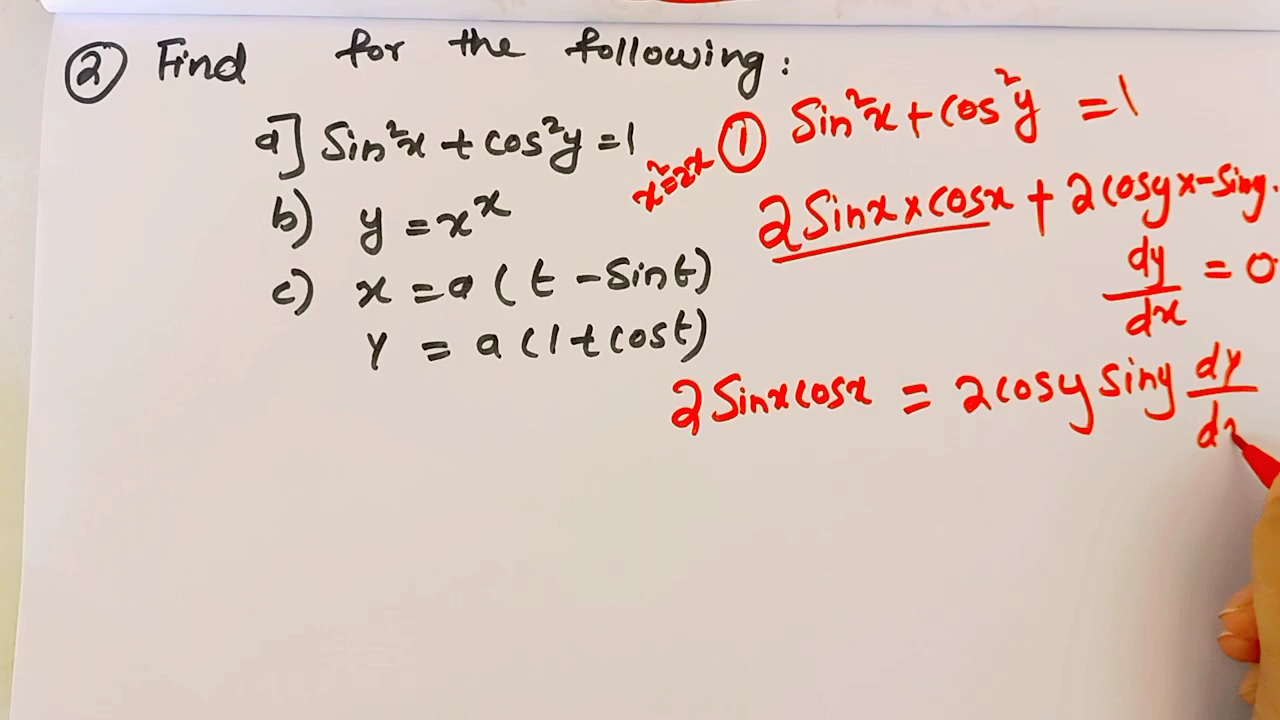 ② Find for the following:
a] Sin²x + cos²y = 1
b) y = x^x
c) x = a (t - Sint)
Y = a (1 + cost)
x² = 2x
① Sin²x + cos²y = 1
2 Sinx x cosx + 2 cosy x - siny.
dy/dx = 0
2 Sinx cosx = 2 cosy siny dy/dx